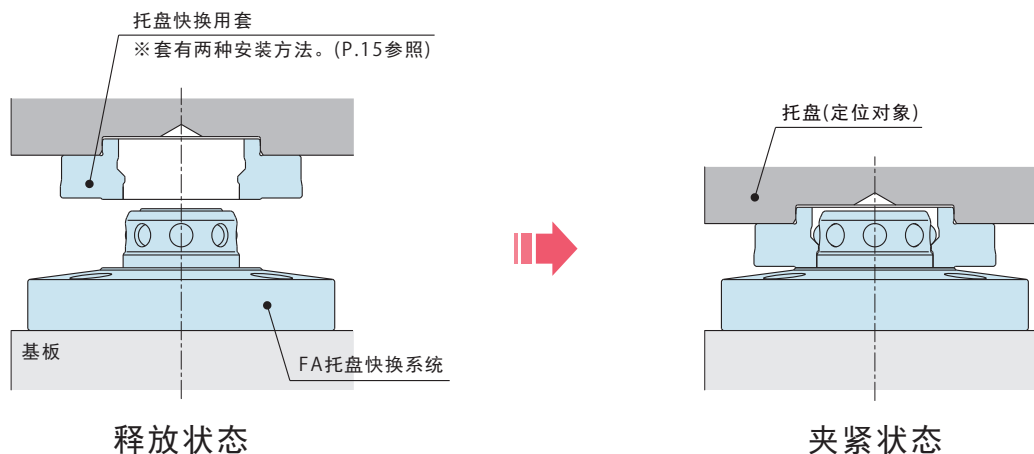 托盘快换用套
※套有两种安装方法。(P.15参照)
托盘(定位对象)
基板
FA托盘快换系统
释放状态
夹紧状态